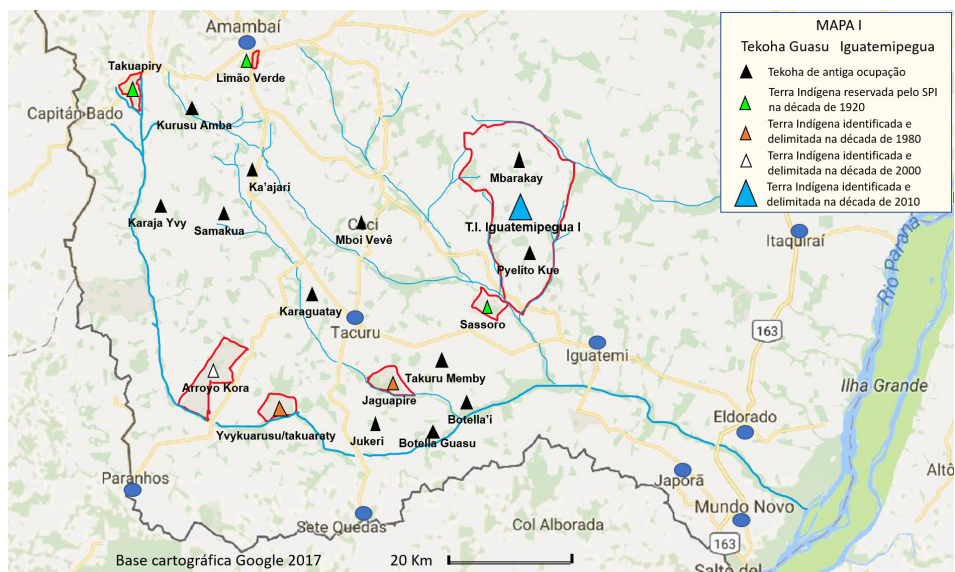 MAPA I
Tekoha Guasu Iguatemipegua
Tekoha de antiga ocupação
Terra Indígena reservada pelo SPI
na década de 1920
Terra Indígena identificada e
delimitada na década de 1980
Terra Indígena identificada e
delimitada na década de 2000
Terra Indígena identificada e
delimitada na década de 2010
Amambaí
Takuapiry
Limão Verde
Capitán Bado
Kurusu Amba
Mbarakay
Ka'ajari
Karaja Yvy
Samakua
Mboi Vevê
T.I. Iguatemipegua I
Itaquiraí
Rio Paraná
Pyelito Kue
Karaguatay
Sassoro
Tacuru
163
Iguatemi
Takuru Memby
Arroyo Kora
Jaguapire
Ilha Grande
Botella'i
Yvykuarusu/takuaraty
Jukeri
Botella Guasu
Eldorado
Paranhos
Japorã
Altô
Mundo Novo
Sete Quedas
Col Alborada
163
Base cartográfica Google 2017
20 Km
Salto del